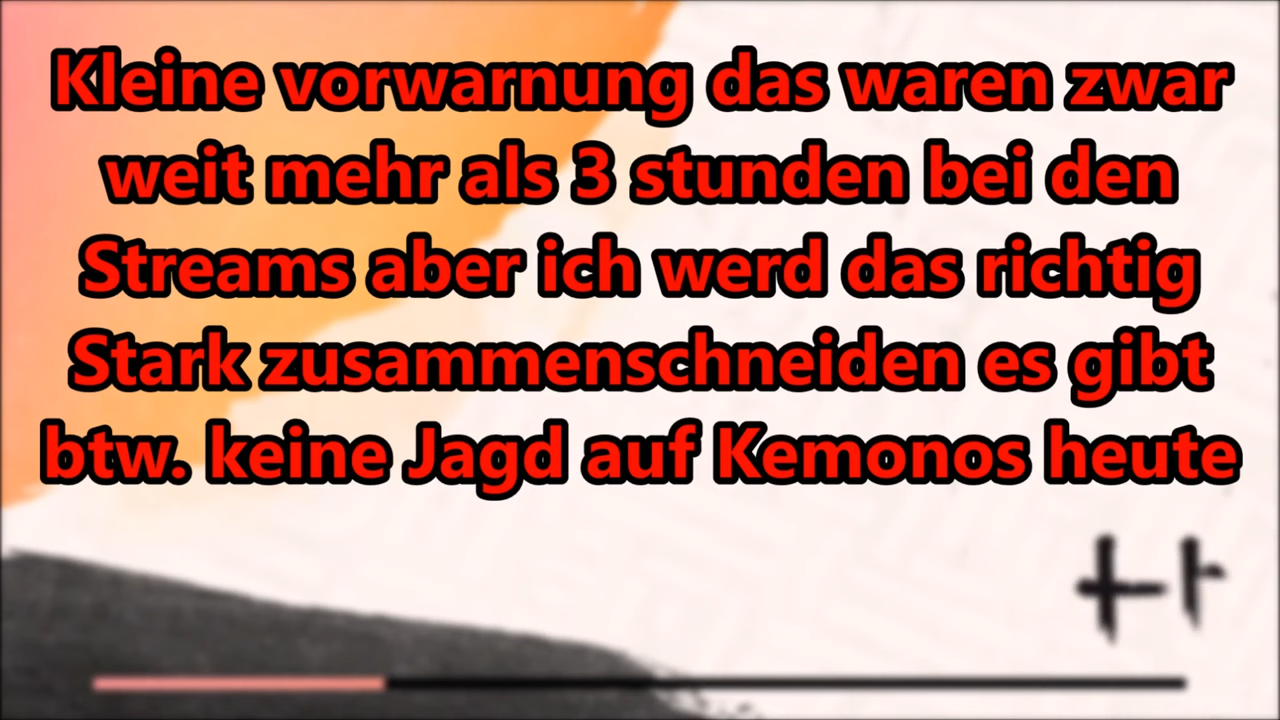 Kleine vorwarnung das waren zwar
weit mehr als 3 stunden bei den
Streams aber ich werd das richtig
Stark zusammenschneiden es gibt
btw. keine Jagd auf Kemonos heute